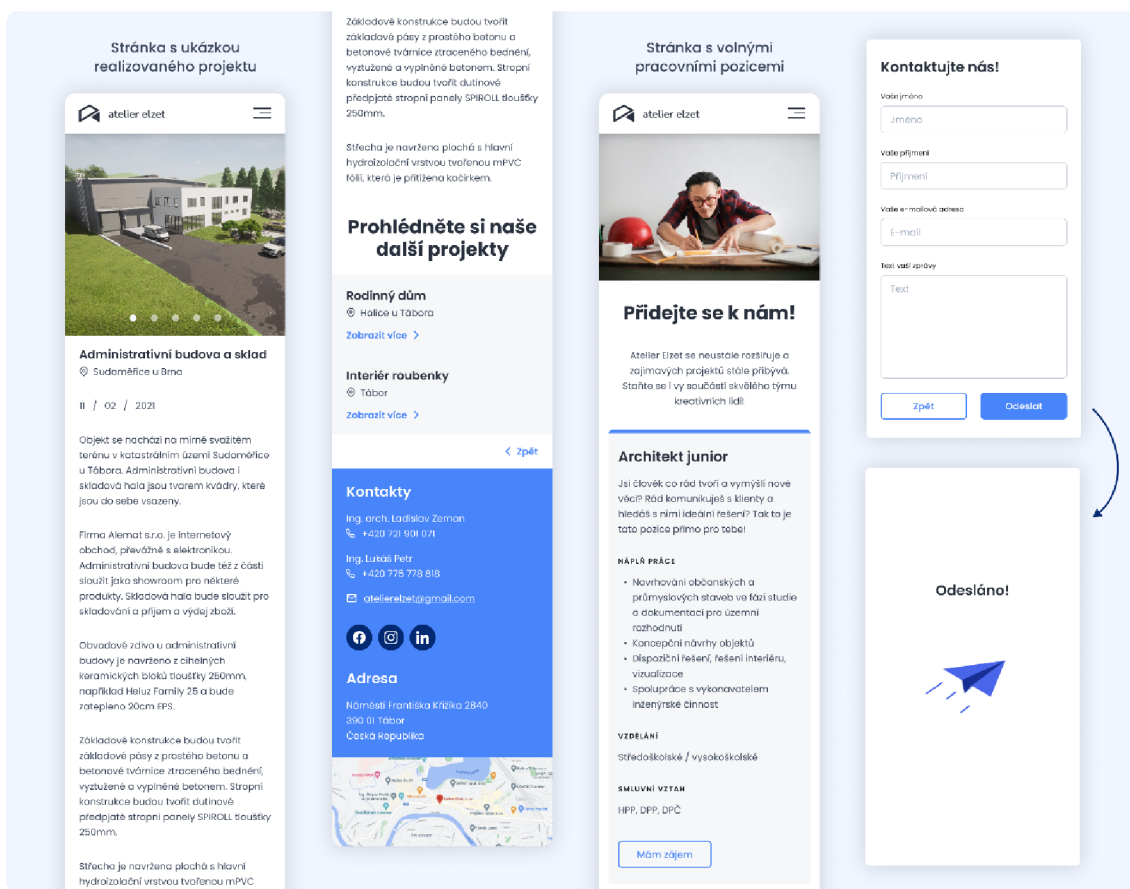 Stránka s ukázkou
realizovaného projektu
atelier elzet
Administrativní budova a sklad
Sudoměřice u Brna
11 / 02 / 2021
Objekt se nachází na mírně svažitém
terénu v katastrálním území Sudoměřice
u Tábora. Administrativní budova i
skladová hala jsou tvarem kvádry, které
jsou do sebe vsazeny.
Firma Alemat s.r.o. je internetový
obchod, převážně s elektronikou.
Administrativní budova bude též z části
sloužit jako showroom pro některé
produkty. Skladová hala bude sloužit pro
skladování a příjem a výdej zboží.
Obvodové zdivo u administrativní
budovy je navrženo z cihelných
keramických bloků tloušťky 250mm,
například Heluz Family 25 a bude
zatepleno 20cm EPS.
Základové konstrukce budou tvořit
základové pásy z prostého betonu a
betonové tvárnice ztraceného bednění,
vyztužené a vyplněné betonem. Stropní
konstrukce budou tvořit dutinové
předpjaté stropní panely SPIROLL tloušťky
250mm.
Střecha je navržena plochá s hlavní
hydroizolační vrstvou tvořenou mPVC
Základové konstrukce budou tvořit
základové pásy z prostého betonu a
betonové tvárnice ztraceného bednění,
vyztužené a vyplněné betonem. Stropní
konstrukce budou tvořit dutinové
předpjaté stropní panely SPIROLL tloušťky
250mm.
Střecha je navržena plochá s hlavní
hydroizolační vrstvou tvořenou mPVC
fólií, která je přitížena kačírkem.
Prohlédněte si naše
další projekty
Rodinný dům
Holice u Tábora
Zobrazit více >
Interiér roubenky
Tábor
Zobrazit více >
< Zpět
Kontakty
Ing. arch. Ladislav Zeman
+420 721 901 071
Ing. Lukáš Petr
+420 775 778 818
atelierelzet@gmail.com
Adresa
Náměstí Františka Křižíka 2840
390 01 Tábor
Česká Republika
Stránka s volnými
pracovními pozicemi
atelier elzet
Přidejte se k nám!
Atelier Elzet se neustále rozšiřuje a
zajímavých projektů stále přibývá.
Staňte se i vy součástí skvělého týmu
kreativních lidí!
Architekt junior
Jsi člověk co rád tvoří a vymýšlí nové
věci? Rád komunikuješ s klienty a
hledáš s nimi ideální řešení? Tak to je
tato pozice přímo pro tebe!
NÁPLŇ PRÁCE
• Navrhování občanských a
průmyslových staveb ve fázi studie
a dokumentaci pro územní
rozhodnutí
• Koncepční návrhy objektů
• Dispoziční řešení, řešení interiéru,
vizualizace
• Spolupráce s vykonavatelem
inženýrské činnost
VZDĚLÁNÍ
Středoškolské / vysokoškolské
SMLUVNÍ VZTAH
HPP, DPP, DPČ
Mám zájem
Kontaktujte nás!
Vaše jméno
Jméno
Vaše příjmení
Příjmení
Vaše e-mailová adresa
E-mail
Text vaší zprávy
Text
Zpět
Odeslat
Odesláno!